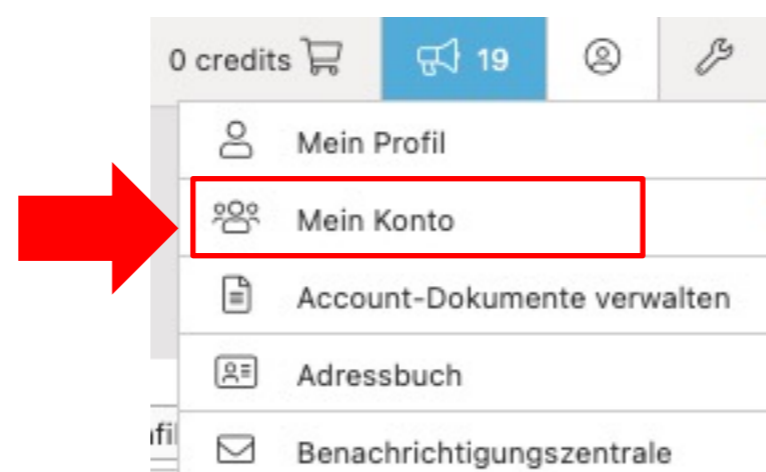 0 credits 19
Mein Profil
Mein Konto
Account-Dokumente verwalten
Adressbuch
Benachrichtigungszentrale